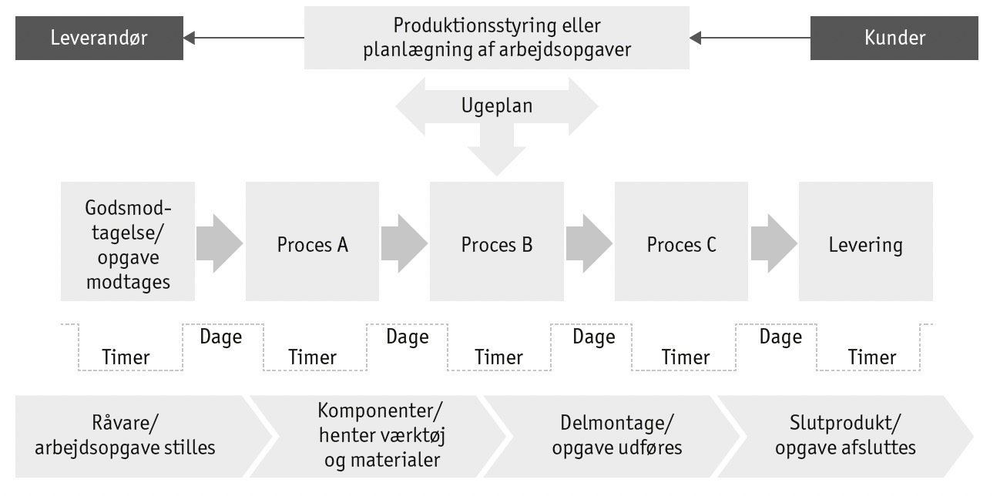 Leverandør
Produktionsstyring eller
planlægning af arbejdsopgaver
Kunder
Ugeplan
Godsmod-
tagelse/
opgave
modtages
Proces A
Proces B
Proces C
Levering
Timer
Dage
Timer
Dage
Timer
Dage
Timer
Dage
Timer
Råvare/
arbejdsopgave stilles
Komponenter/
henter værktøj
og materialer
Delmontage/
opgave udføres
Slutprodukt/
opgave afsluttes